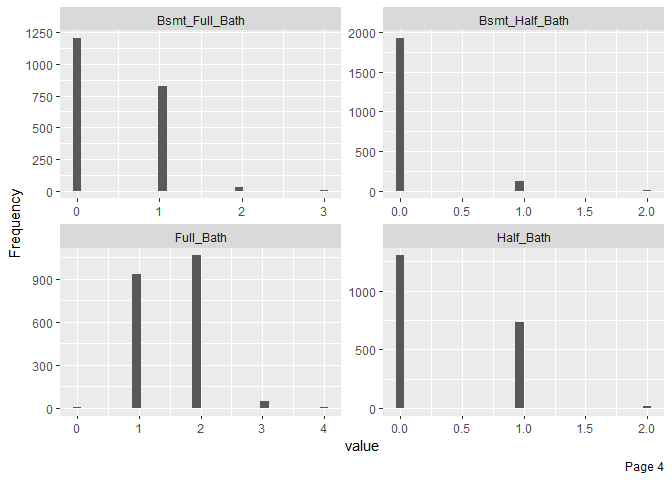 Bsmt_Full_Bath
Bsmt_Half_Bath
1250
1000
750
500
250
0
0 1 2 3
2000
1500
1000
500
0
0.0 0.5 1.0 1.5 2.0
Frequency
Full_Bath
Half_Bath
900
600
300
0
0 1 2 3 4
1000
500
0
0.0 0.5 1.0 1.5 2.0
value
Page 4